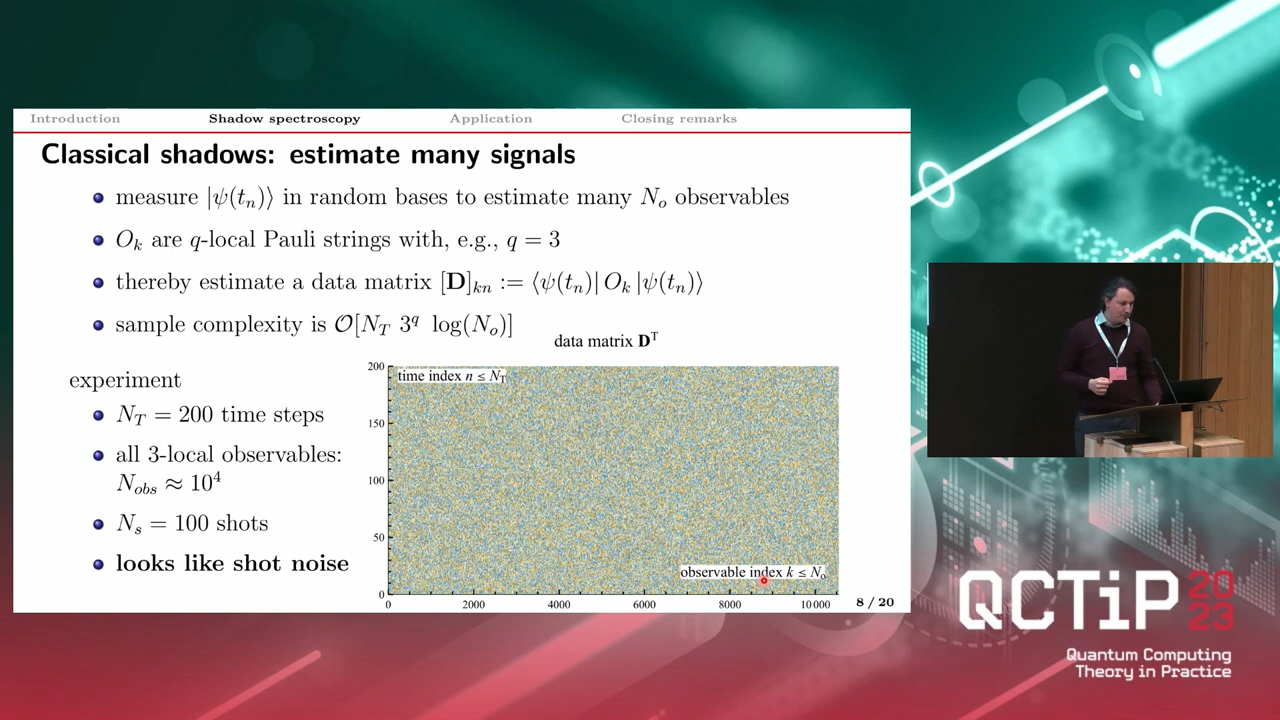 Introduction Shadow spectroscopy Application Closing remarks
Classical shadows: estimate many signals
measure |ψ(tₙ)⟩ in random bases to estimate many Nₒ observables
Oₖ are q-local Pauli strings with, e.g., q = 3
thereby estimate a data matrix [D]ₖₙ := ⟨ψ(tₙ)| Oₖ |ψ(tₙ)⟩
sample complexity is 𝒪[N_T 3^q log(Nₒ)]
data matrix D^T
experiment
N_T = 200 time steps
all 3-local observables:
N_obs ≈ 10⁴
N_s = 100 shots
looks like shot noise
200
150
100
50
0
time index n ≤ N_T
observable index k ≤ Nₒ
0 2000 4000 6000 8000 10000
8 / 20
QCTiP 20
23
Quantum Computing
Theory in Practice